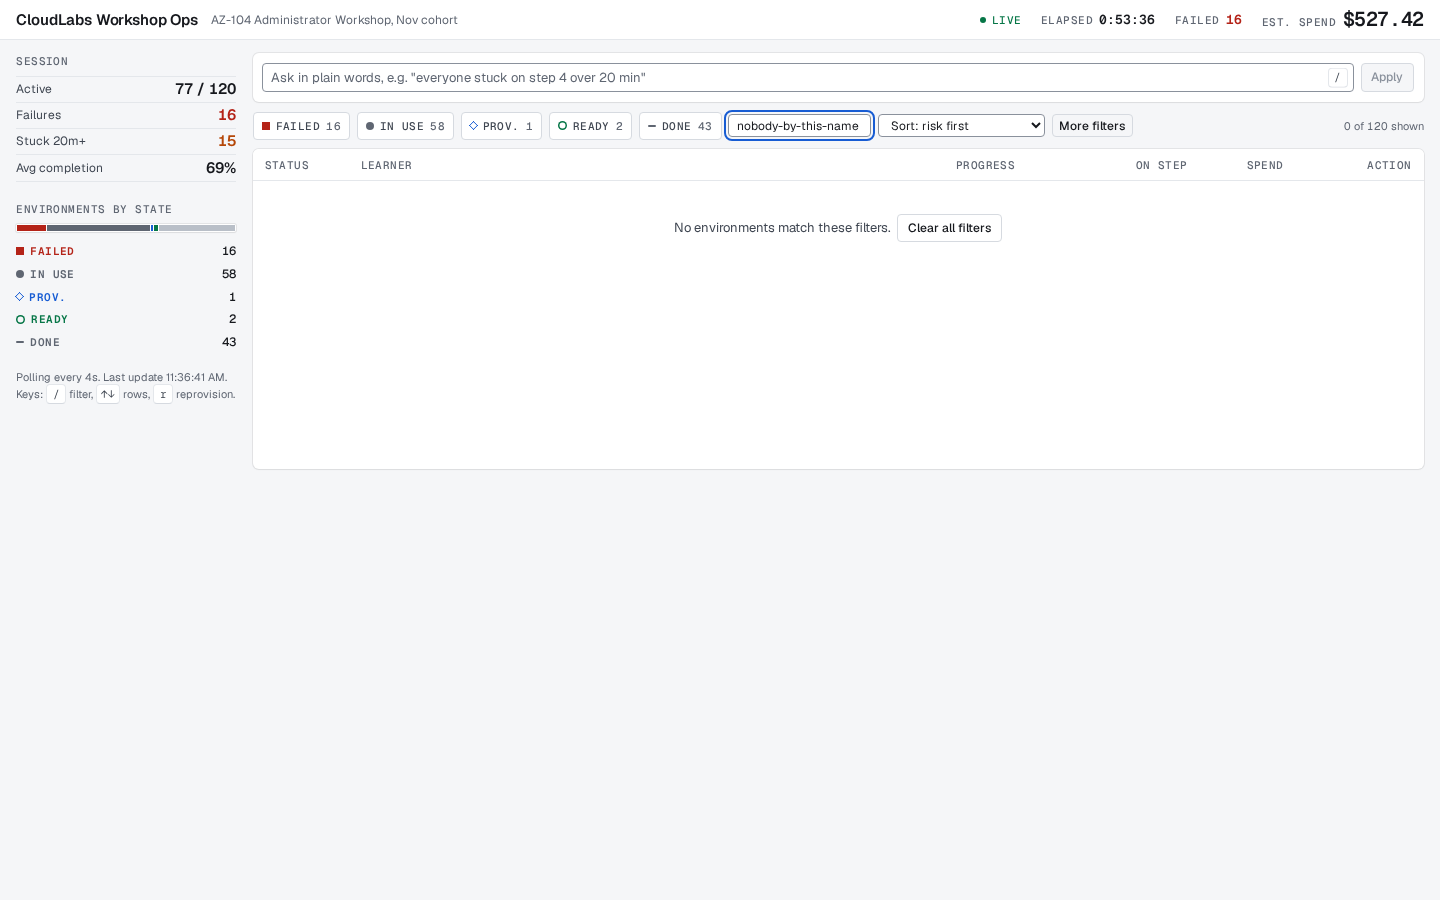 CloudLabs Workshop Ops AZ-104 Administrator Workshop, Nov cohort LIVE ELAPSED 0:53:36 FAILED 16 EST. SPEND $527.42
SESSION
Active 77 / 120
Failures 16
Stuck 20m+ 15
Avg completion 69%
ENVIRONMENTS BY STATE
FAILED 16
IN USE 58
PROV. 1
READY 2
DONE 43
Polling every 4s. Last update 11:36:41 AM.
Keys: / filter, ↑↓ rows, r reprovision.
Ask in plain words, e.g. "everyone stuck on step 4 over 20 min" / Apply
FAILED 16 IN USE 58 PROV. 1 READY 2 DONE 43 nobody-by-this-name Sort: risk first More filters 0 of 120 shown
STATUS LEARNER PROGRESS ON STEP SPEND ACTION
No environments match these filters. Clear all filters